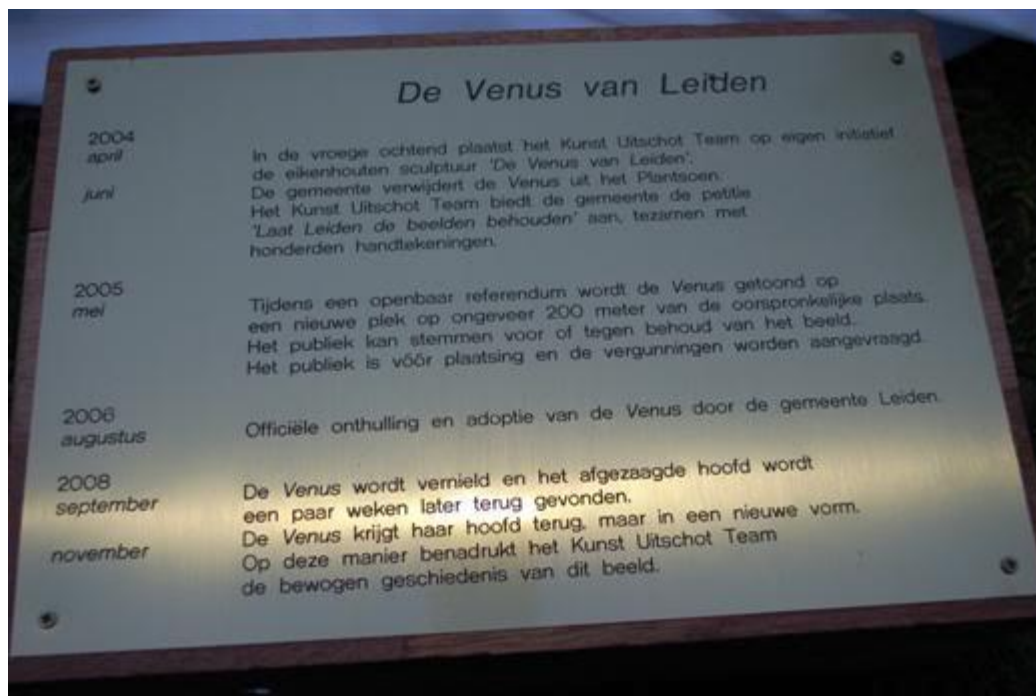 De Venus van Leiden
2004
april In de vroege ochtend plaatst het Kunst Uitschot Team op eigen initiatief
de eikenhouten sculptuur 'De Venus van Leiden'.
juni De gemeente verwijdert de Venus uit het Plantsoen.
Het Kunst Uitschot Team biedt de gemeente de petitie
'Laat Leiden de beelden behouden' aan, tezamen met
honderden handtekeningen.
2005
mei Tijdens een openbaar referendum wordt de Venus getoond op
een nieuwe plek op ongeveer 200 meter van de oorspronkelijke plaats.
Het publiek kan stemmen voor of tegen behoud van het beeld.
Het publiek is vóór plaatsing en de vergunningen worden aangevraagd.
2006
augustus Officiële onthulling en adoptie van de Venus door de gemeente Leiden.
2008
september De Venus wordt vernield en het afgezaagde hoofd wordt
een paar weken later terug gevonden.
november De Venus krijgt haar hoofd terug, maar in een nieuwe vorm.
Op deze manier benadrukt het Kunst Uitschot Team
de bewogen geschiedenis van dit beeld.